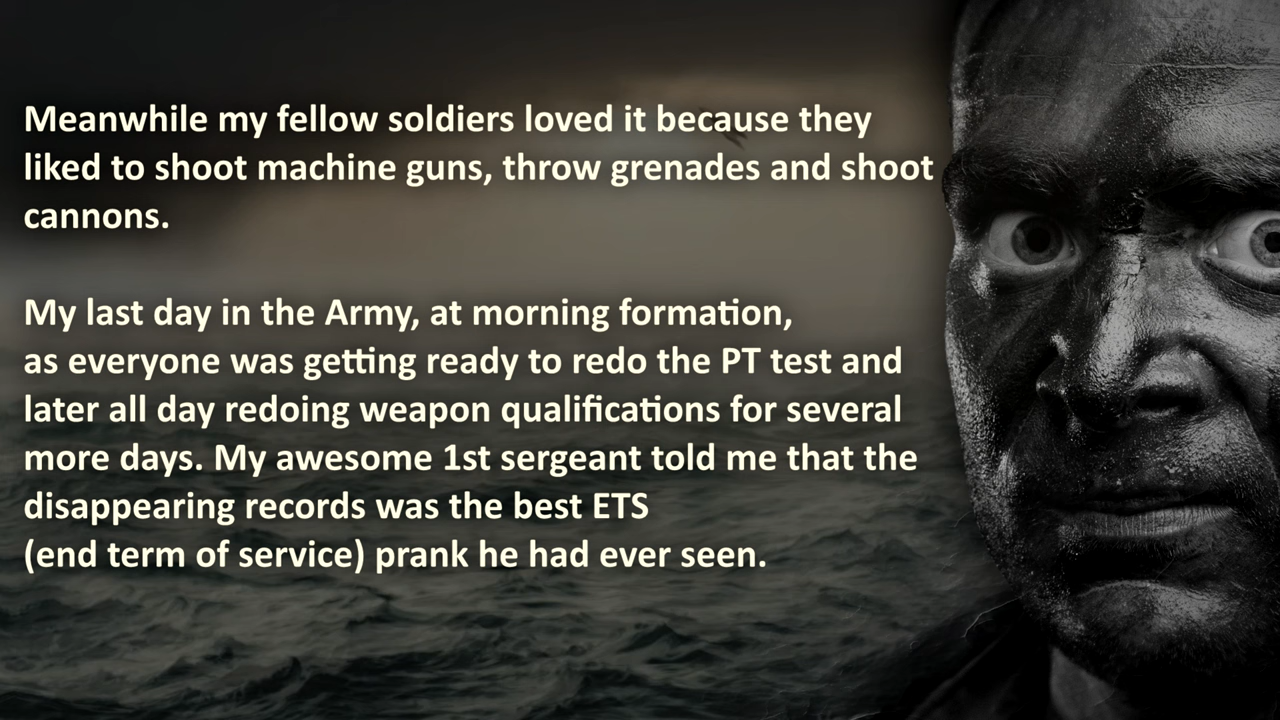 Meanwhile my fellow soldiers loved it because they
liked to shoot machine guns, throw grenades and shoot
cannons.
My last day in the Army, at morning formation,
as everyone was getting ready to redo the PT test and
later all day redoing weapon qualifications for several
more days. My awesome 1st sergeant told me that the
disappearing records was the best ETS
(end term of service) prank he had ever seen.